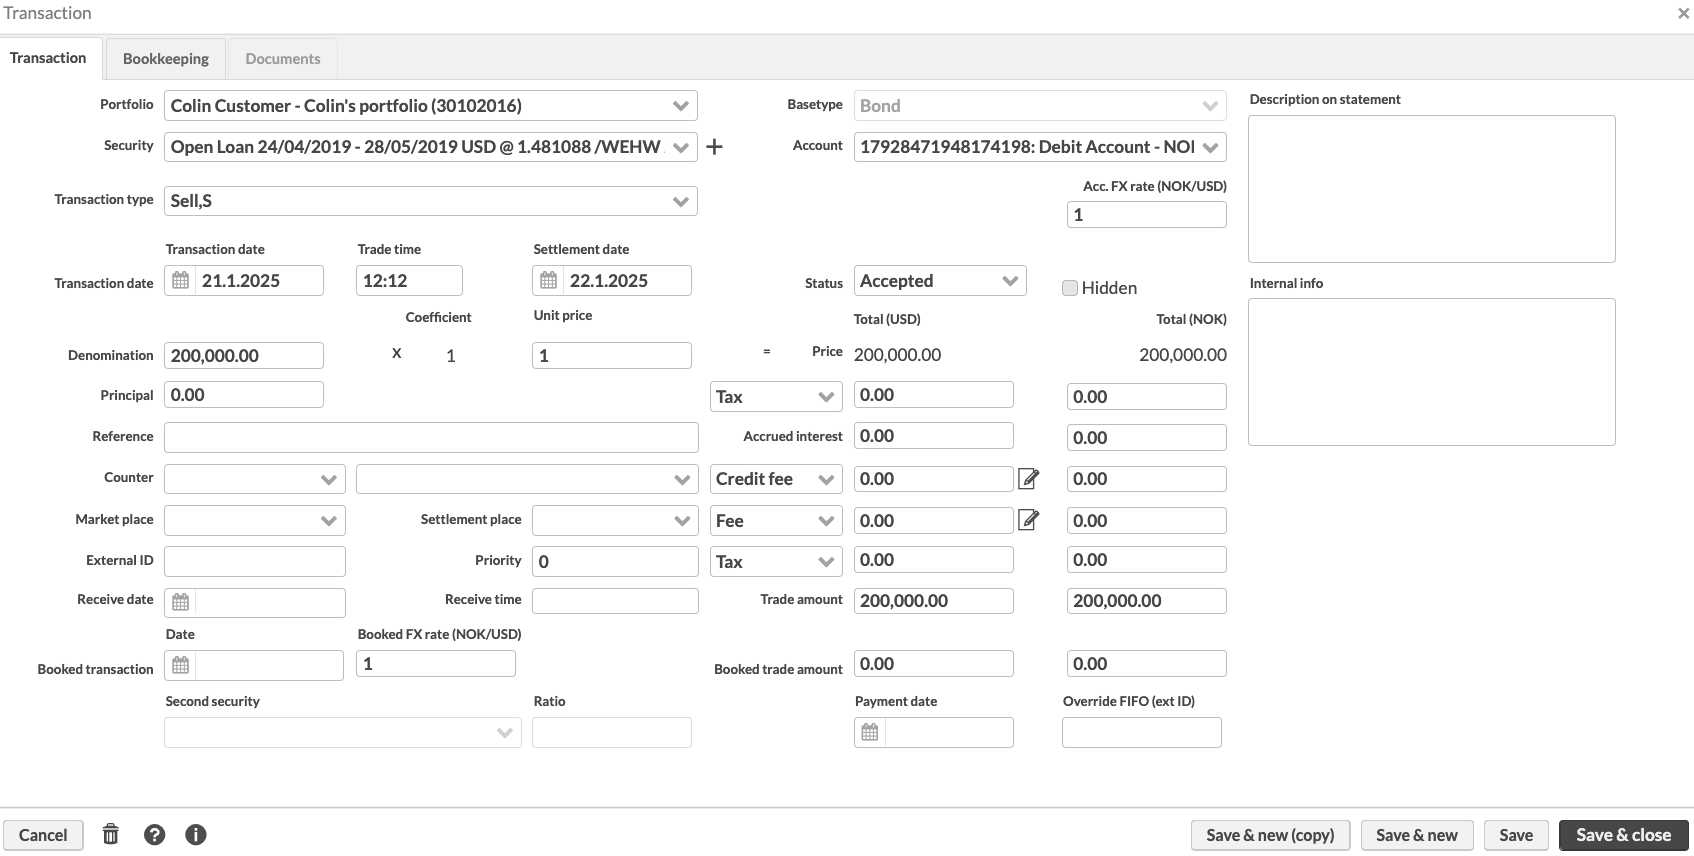 Transaction
Transaction Bookkeeping Documents
Portfolio Colin Customer - Colin's portfolio (30102016) Basetype Bond Description on statement
Security Open Loan 24/04/2019 - 28/05/2019 USD @ 1.481088 /WEHW Account 17928471948174198: Debit Account - NOI
Acc. FX rate (NOK/USD)
Transaction type Sell,S 1
Transaction date Trade time Settlement date
Transaction date 21.1.2025 12:12 22.1.2025 Status Accepted Hidden Internal info
Coefficient Unit price Total (USD) Total (NOK)
Denomination 200,000.00 X 1 1 = Price 200,000.00 200,000.00
Principal 0.00 Tax 0.00 0.00
Reference Accrued interest 0.00 0.00
Counter Credit fee 0.00 0.00
Market place Settlement place Fee 0.00 0.00
External ID Priority 0 Tax 0.00 0.00
Receive date Receive time Trade amount 200,000.00 200,000.00
Date Booked FX rate (NOK/USD)
Booked transaction 1 Booked trade amount 0.00 0.00
Second security Ratio Payment date Override FIFO (ext ID)
Cancel Save & new (copy) Save & new Save Save & close